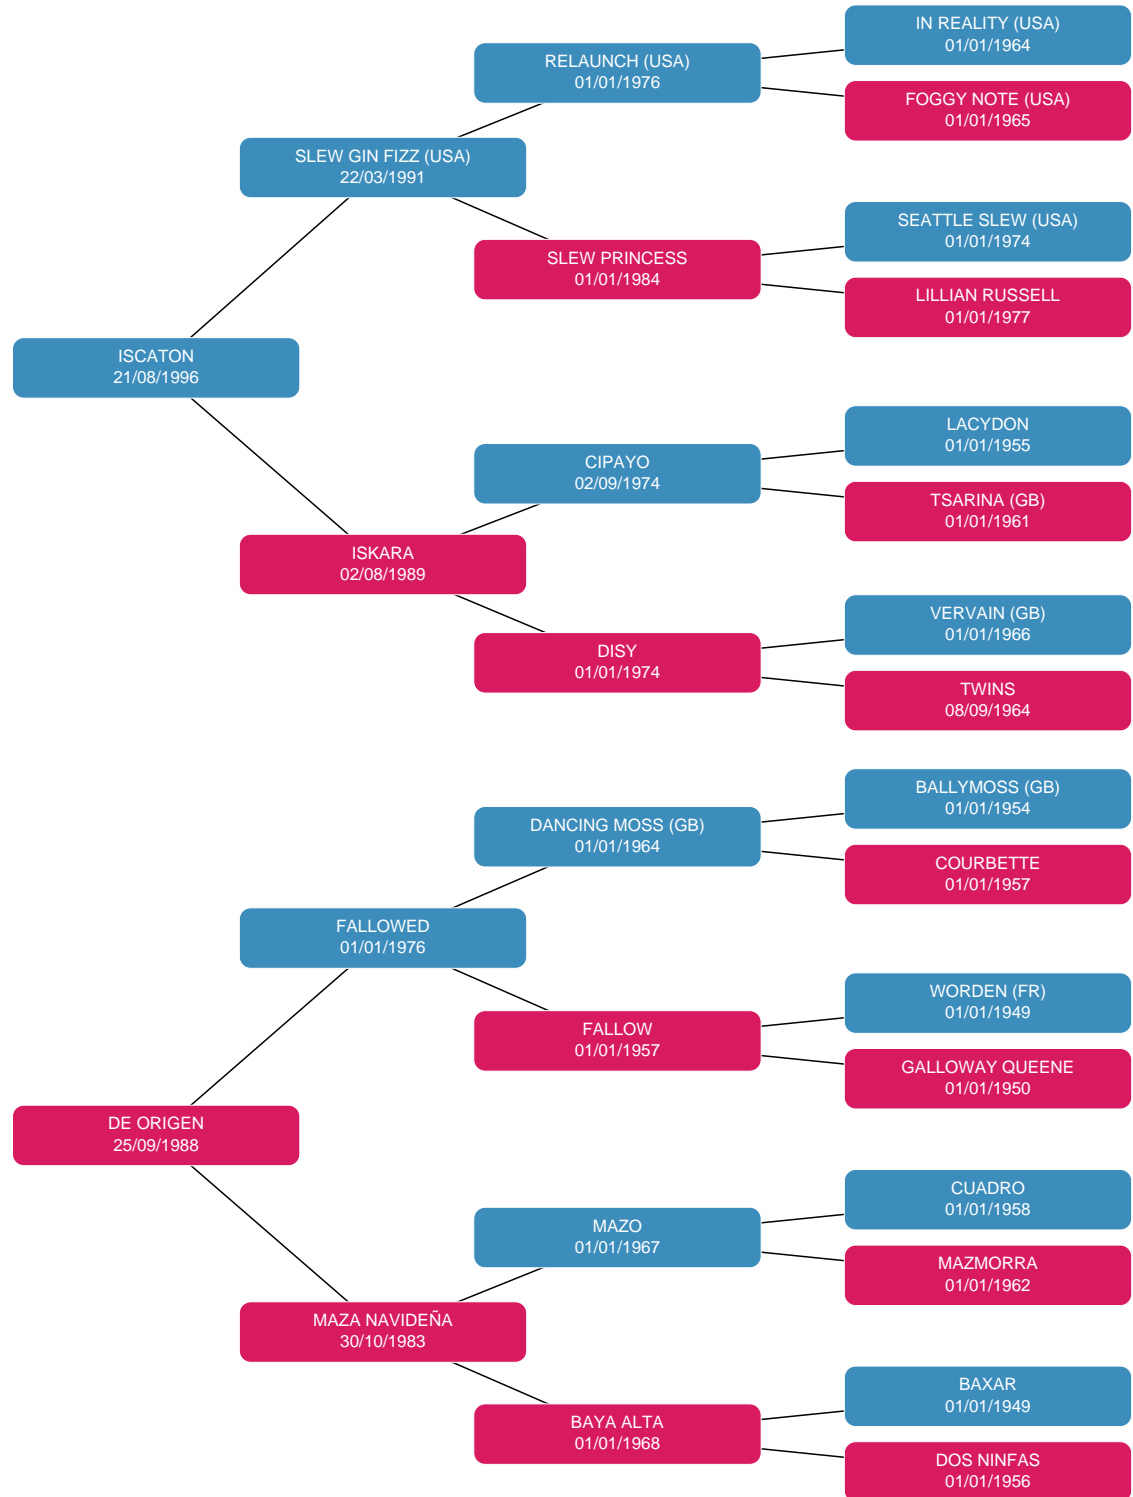 IN REALITY (USA)
01/01/1964
RELAUNCH (USA)
01/01/1976
FOGGY NOTE (USA)
01/01/1965
SLEW GIN FIZZ (USA)
22/03/1991
SEATTLE SLEW (USA)
01/01/1974
SLEW PRINCESS
01/01/1984
LILLIAN RUSSELL
01/01/1977
ISCATON
21/08/1996
LACYDON
01/01/1955
CIPAYO
02/09/1974
TSARINA (GB)
01/01/1961
ISKARA
02/08/1989
VERVAIN (GB)
01/01/1966
DISY
01/01/1974
TWINS
08/09/1964
BALLYMOSS (GB)
01/01/1954
DANCING MOSS (GB)
01/01/1964
COURBETTE
01/01/1957
FALLOWED
01/01/1976
WORDEN (FR)
01/01/1949
FALLOW
01/01/1957
GALLOWAY QUEENE
01/01/1950
DE ORIGEN
25/09/1988
CUADRO
01/01/1958
MAZO
01/01/1967
MAZMORRA
01/01/1962
MAZA NAVIDEÑA
30/10/1983
BAXAR
01/01/1949
BAYA ALTA
01/01/1968
DOS NINFAS
01/01/1956